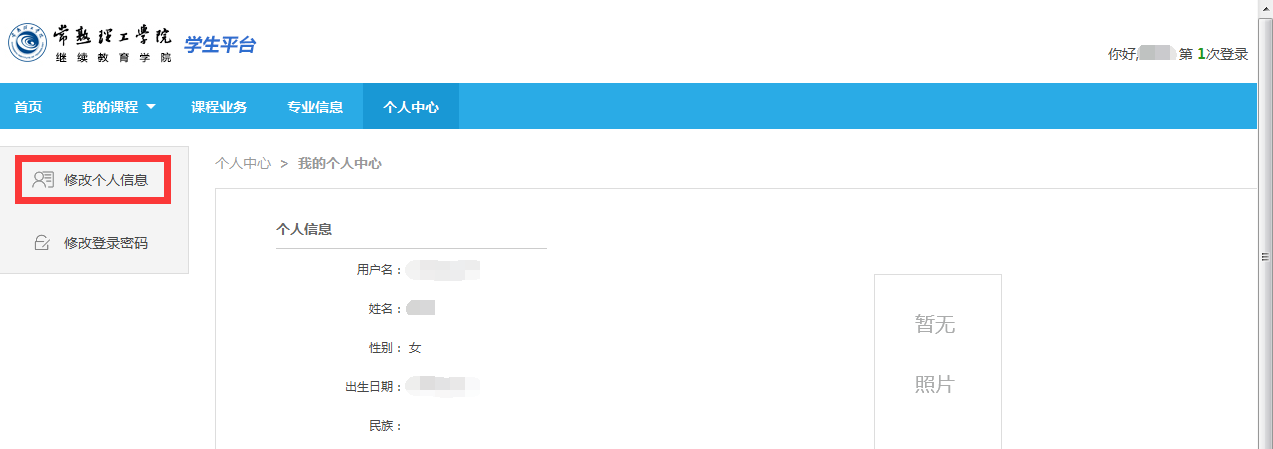 常熟理工学院
继续教育学院
学生平台
你好, 第 1次登录
首页 我的课程 课程业务 专业信息 个人中心
修改个人信息
修改登录密码
个人中心 > 我的个人中心
个人信息
用户名：
姓名：
性别： 女
出生日期：
民族：
暂无
照片